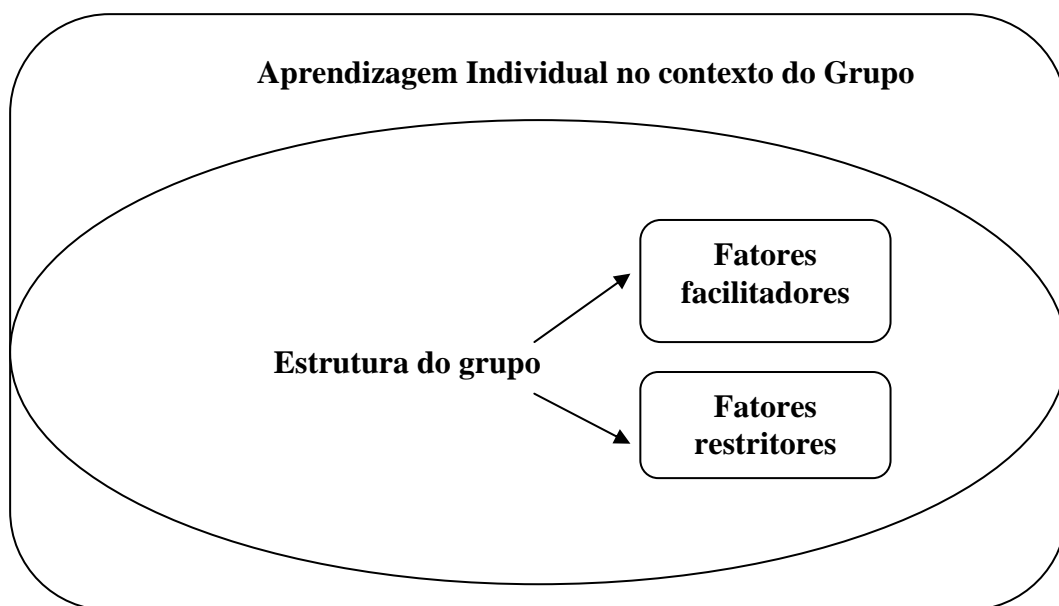 Aprendizagem Individual no contexto do Grupo
Fatores
facilitadores
Estrutura do grupo
Fatores
restritores